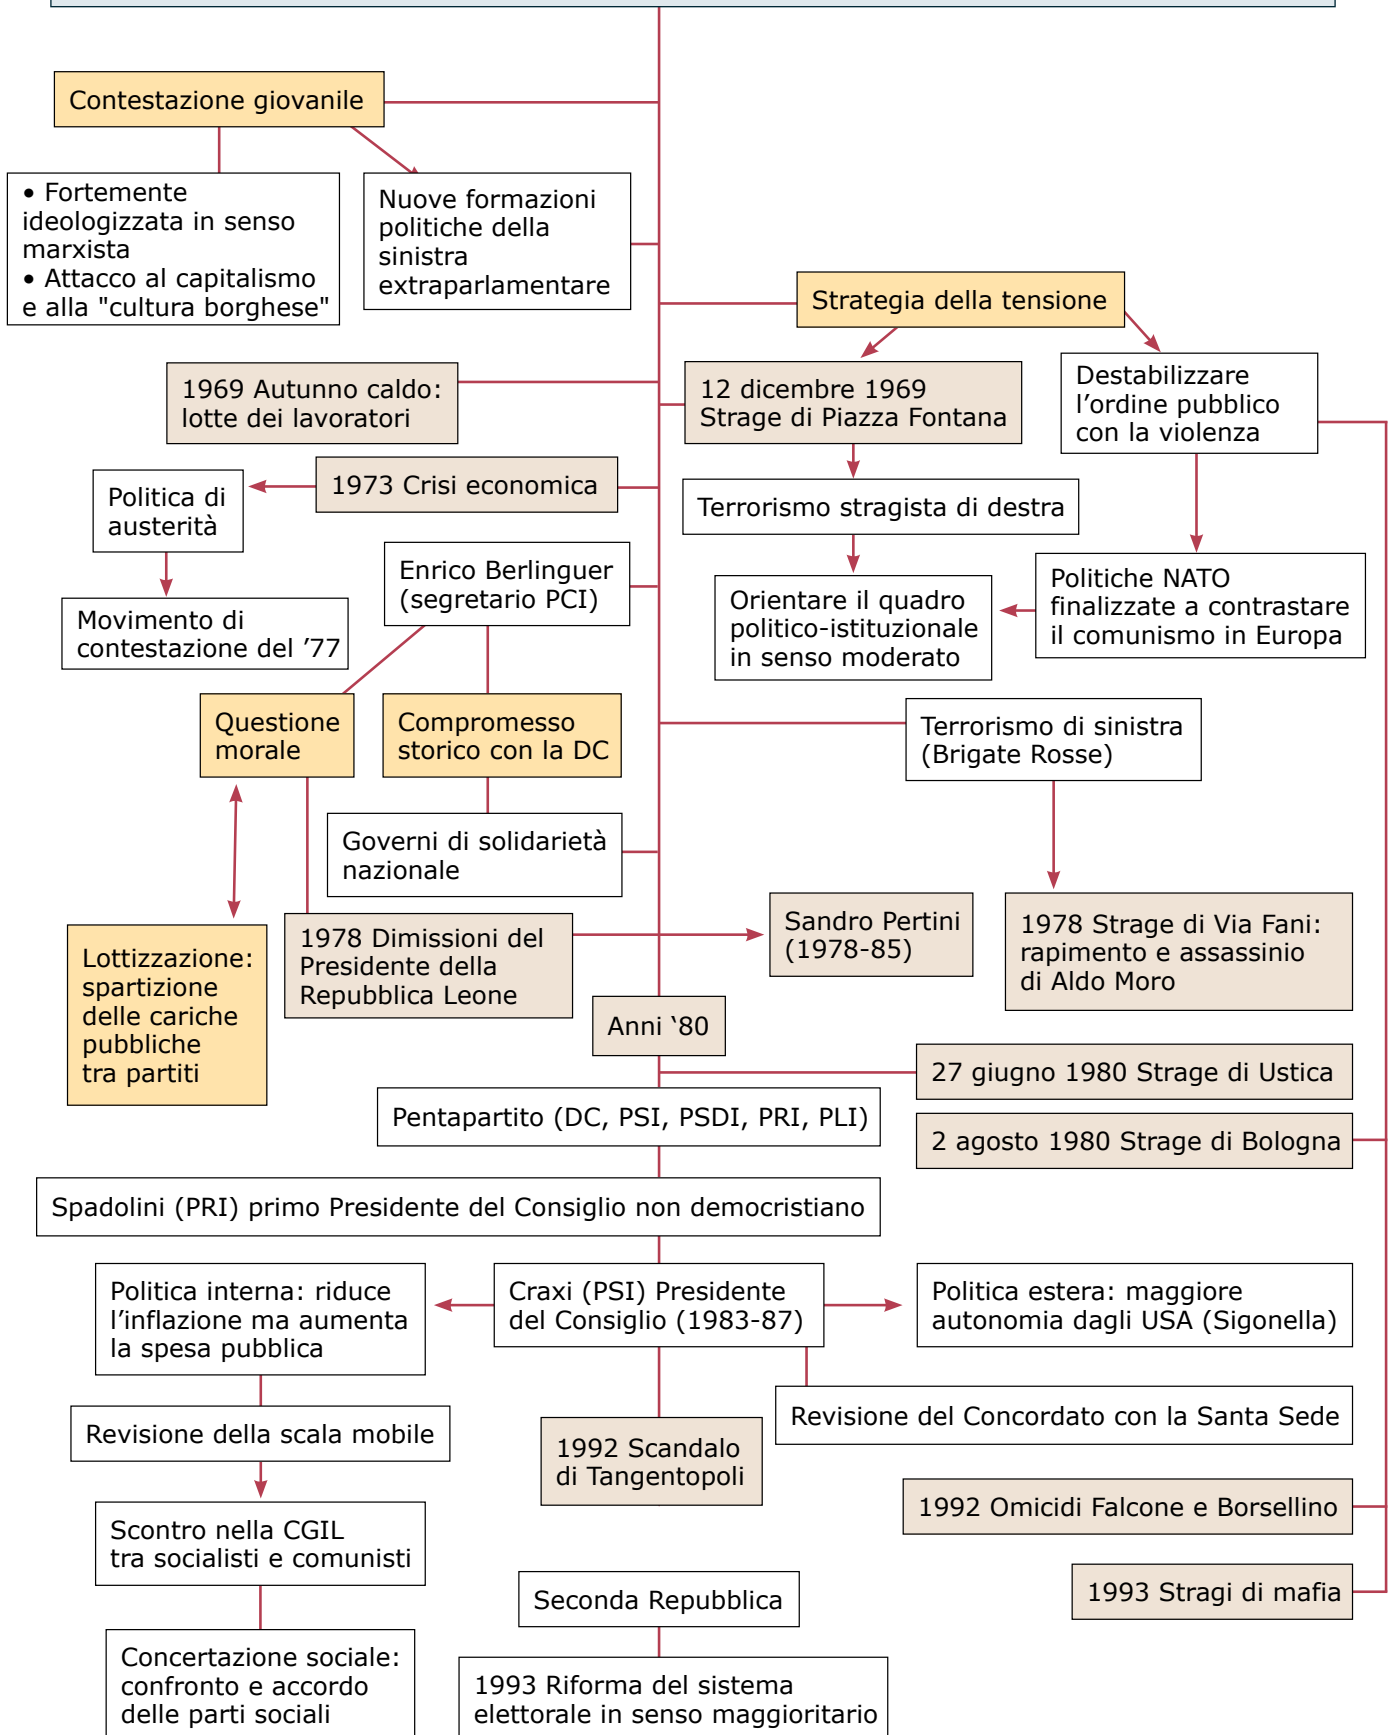 Contestazione giovanile
• Fortemente
ideologizzata in senso
marxista
• Attacco al capitalismo
e alla "cultura borghese"
Nuove formazioni
politiche della
sinistra
extraparlamentare
Strategia della tensione
1969 Autunno caldo:
lotte dei lavoratori
12 dicembre 1969
Strage di Piazza Fontana
Destabilizzare
l’ordine pubblico
con la violenza
1973 Crisi economica
Politica di
austerità
Terrorismo stragista di destra
Enrico Berlinguer
(segretario PCI)
Movimento di
contestazione del ’77
Orientare il quadro
politico-istituzionale
in senso moderato
Politiche NATO
finalizzate a contrastare
il comunismo in Europa
Questione
morale
Compromesso
storico con la DC
Terrorismo di sinistra
(Brigate Rosse)
Governi di solidarietà
nazionale
Lottizzazione:
spartizione
delle cariche
pubbliche
tra partiti
1978 Dimissioni del
Presidente della
Repubblica Leone
Sandro Pertini
(1978-85)
1978 Strage di Via Fani:
rapimento e assassinio
di Aldo Moro
Anni ‘80
27 giugno 1980 Strage di Ustica
Pentapartito (DC, PSI, PSDI, PRI, PLI)
2 agosto 1980 Strage di Bologna
Spadolini (PRI) primo Presidente del Consiglio non democristiano
Politica interna: riduce
l’inflazione ma aumenta
la spesa pubblica
Craxi (PSI) Presidente
del Consiglio (1983-87)
Politica estera: maggiore
autonomia dagli USA (Sigonella)
Revisione della scala mobile
Revisione del Concordato con la Santa Sede
1992 Scandalo
di Tangentopoli
1992 Omicidi Falcone e Borsellino
Scontro nella CGIL
tra socialisti e comunisti
1993 Stragi di mafia
Seconda Repubblica
Concertazione sociale:
confronto e accordo
delle parti sociali
1993 Riforma del sistema
elettorale in senso maggioritario